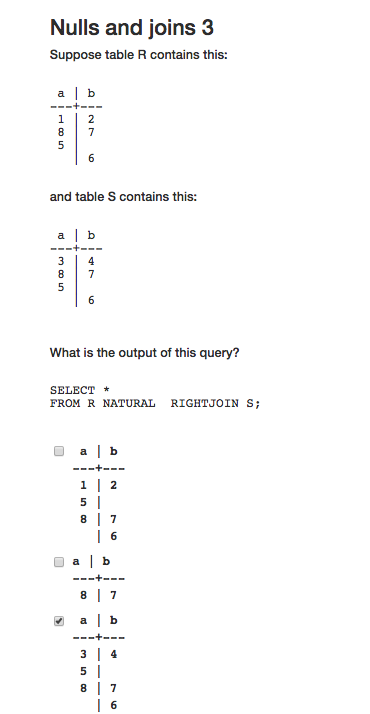 Nulls and joins 3
Suppose table R contains this:
a | b
---+---
1 | 2
8 | 7
5 |
| 6
and table S contains this:
a | b
---+---
3 | 4
8 | 7
5 |
| 6
What is the output of this query?
SELECT *
FROM R NATURAL RIGHTJOIN S;
a | b
---+---
1 | 2
5 |
8 | 7
| 6
a | b
---+---
8 | 7
a | b
---+---
3 | 4
5 |
8 | 7
| 6